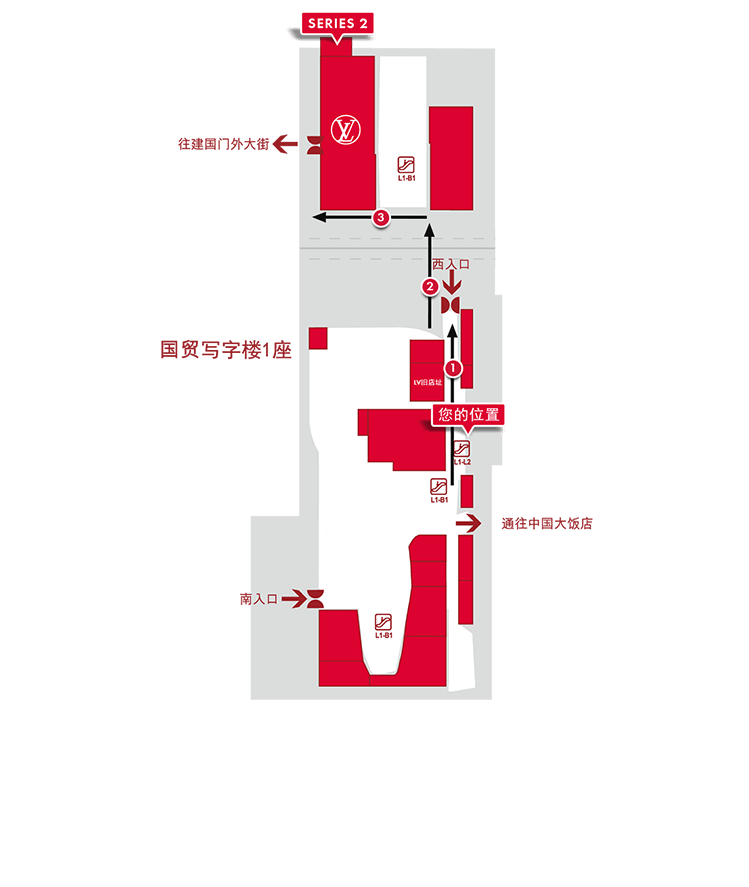 SERIES 2
往建国门外大街
LV
L1-B1
3
西入口
2
国贸写字楼1座
1
LV旧店址
您的位置
L1-L2
L1-B1
通往中国大饭店
南入口
L1-B1